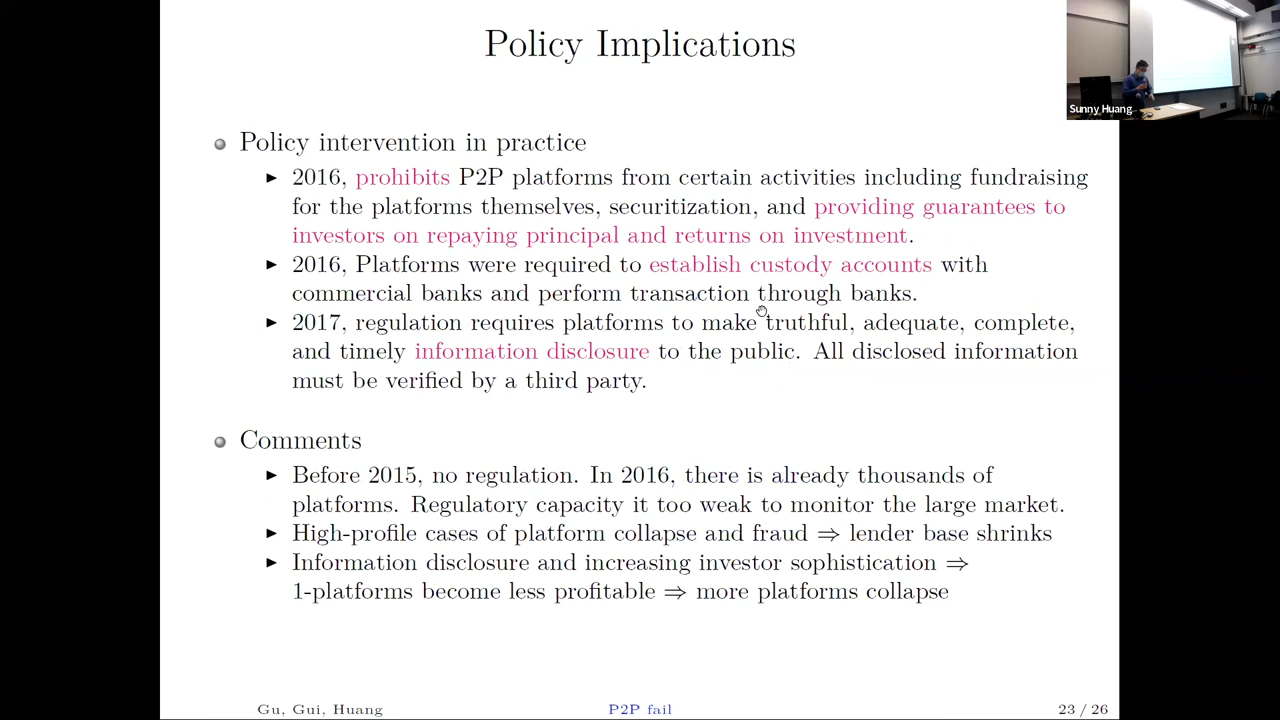 Policy Implications
Sunny Huang
Policy intervention in practice
2016, prohibits P2P platforms from certain activities including fundraising
for the platforms themselves, securitization, and providing guarantees to
investors on repaying principal and returns on investment.
2016, Platforms were required to establish custody accounts with
commercial banks and perform transaction through banks.
2017, regulation requires platforms to make truthful, adequate, complete,
and timely information disclosure to the public. All disclosed information
must be verified by a third party.
Comments
Before 2015, no regulation. In 2016, there is already thousands of
platforms. Regulatory capacity it too weak to monitor the large market.
High-profile cases of platform collapse and fraud ⇒ lender base shrinks
Information disclosure and increasing investor sophistication ⇒
1-platforms become less profitable ⇒ more platforms collapse
Gu, Gui, Huang P2P fail 23 / 26